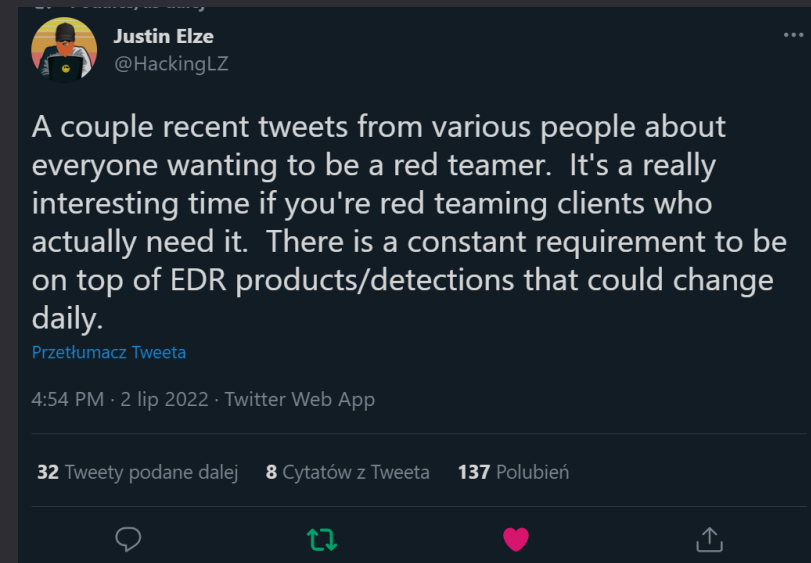 Justin Elze
@HackingLZ
A couple recent tweets from various people about
everyone wanting to be a red teamer.  It's a really
interesting time if you're red teaming clients who
actually need it.  There is a constant requirement to be
on top of EDR products/detections that could change
daily.
Przetłumacz Tweeta
4:54 PM · 2 lip 2022 · Twitter Web App
32 Tweety podane dalej 8 Cytatów z Tweeta 137 Polubień